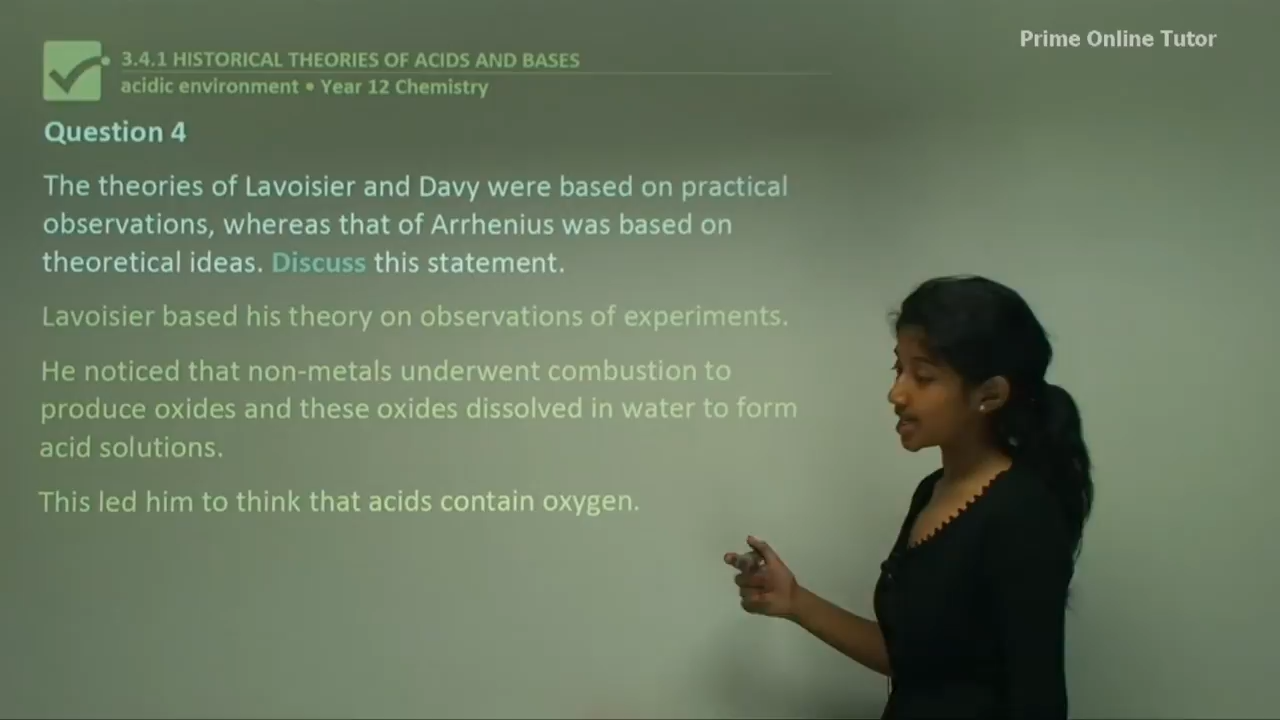 Prime Online Tutor
3.4.1 HISTORICAL THEORIES OF ACIDS AND BASES
acidic environment • Year 12 Chemistry
Question 4
The theories of Lavoisier and Davy were based on practical
observations, whereas that of Arrhenius was based on
theoretical ideas. Discuss this statement.
Lavoisier based his theory on observations of experiments.
He noticed that non-metals underwent combustion to
produce oxides and these oxides dissolved in water to form
acid solutions.
This led him to think that acids contain oxygen.